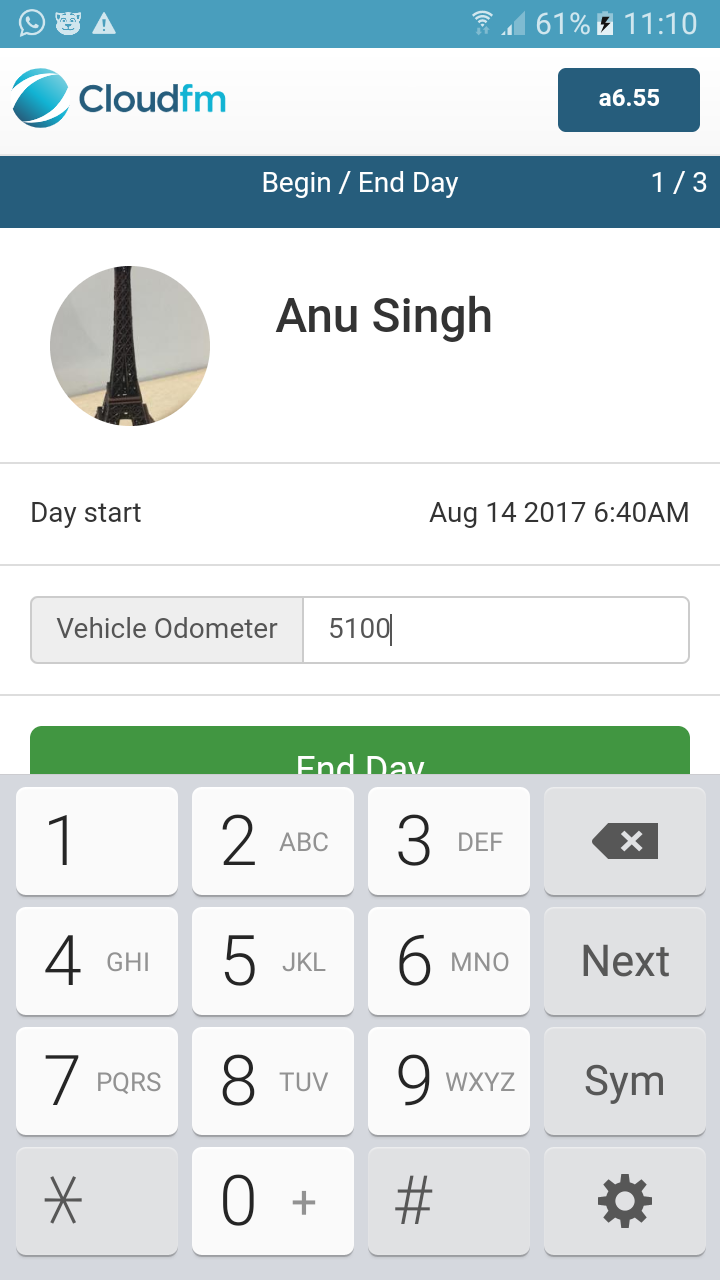 61% 11:10
Cloudfm a6.55
Begin / End Day 1 / 3
Anu Singh
Day start Aug 14 2017 6:40AM
Vehicle Odometer 5100
End Day
1 2 ABC 3 DEF
4 GHI 5 JKL 6 MNO Next
7 PQRS 8 TUV 9 WXYZ Sym
* 0 + #